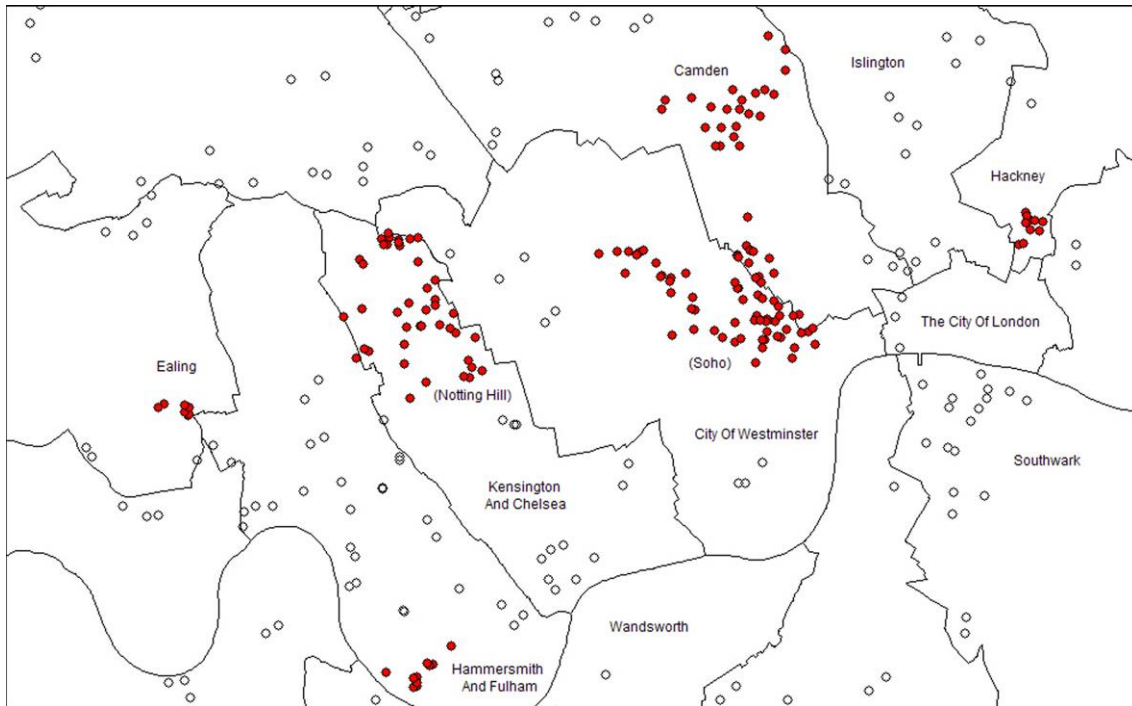 Camden
Islington
Hackney
The City Of London
Ealing
(Notting Hill)
(Soho)
City Of Westminster
Southwark
Kensington
And Chelsea
Wandsworth
Hammersmith
And Fulham